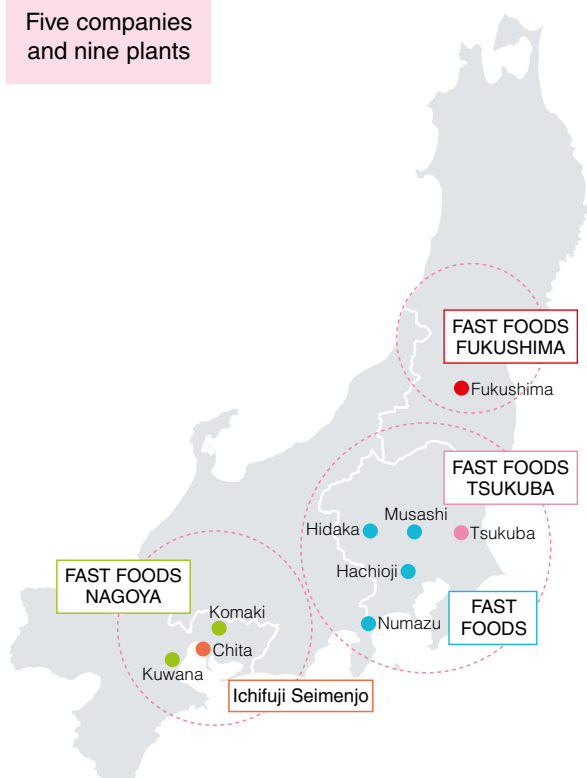 Five companies
and nine plants
FAST FOODS
FUKUSHIMA
Fukushima
FAST FOODS
TSUKUBA
Musashi
Hidaka
Tsukuba
Hachioji
FAST FOODS
NAGOYA
Komaki
Numazu
FAST
FOODS
Chita
Kuwana
Ichifuji Seimenjo